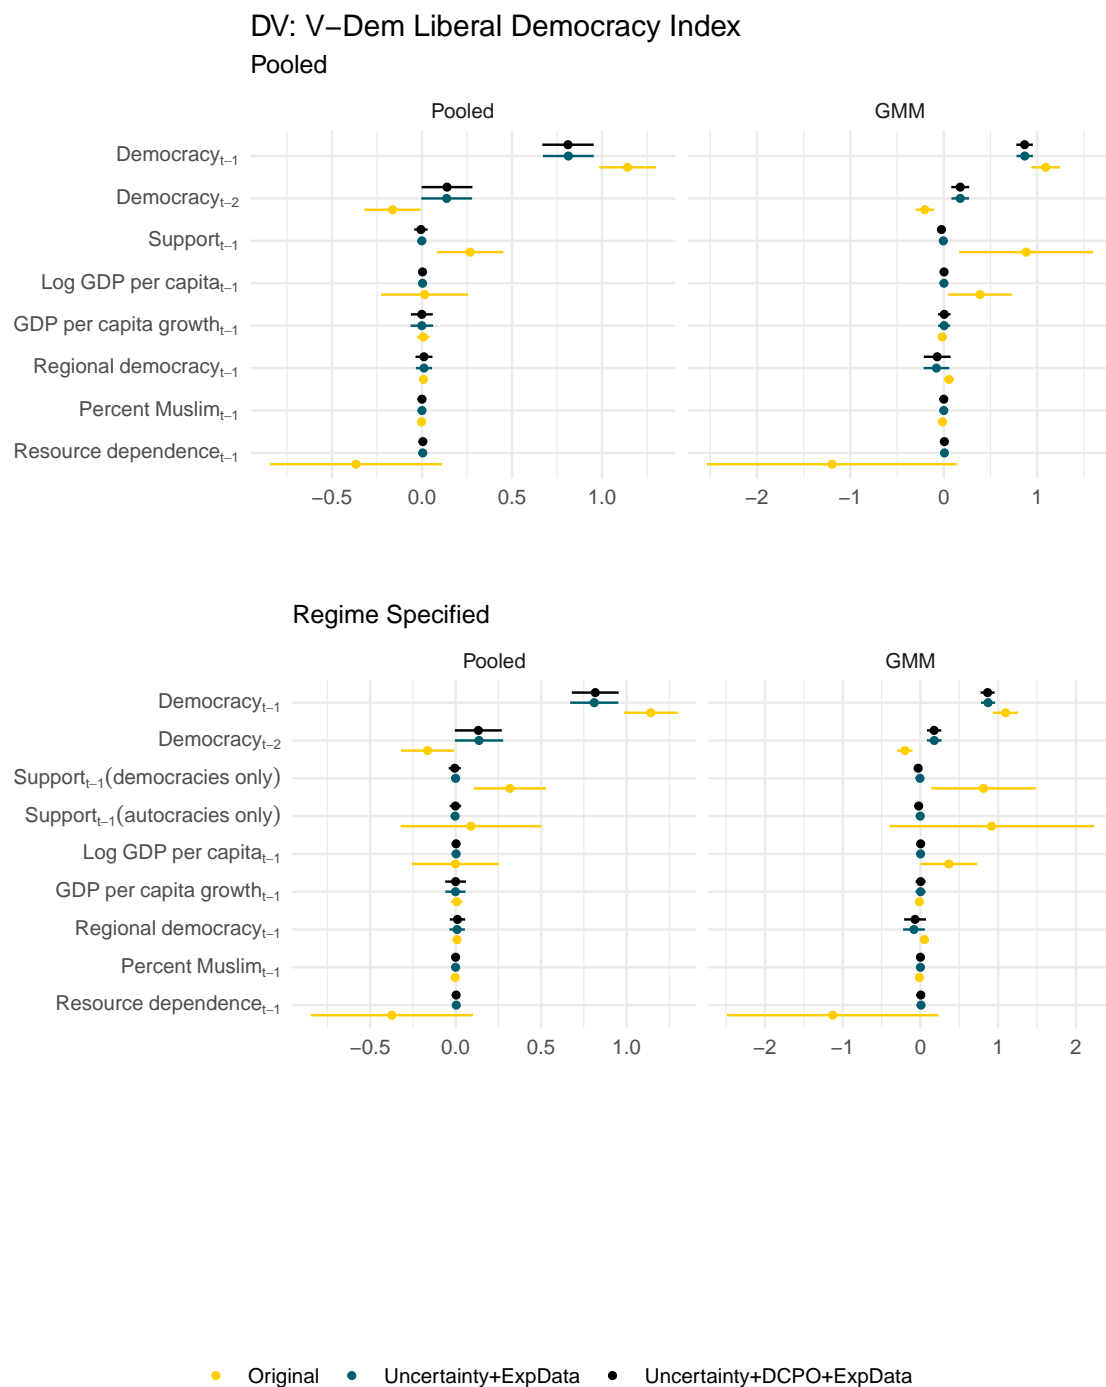 DV: V−Dem Liberal Democracy Index
Pooled
Pooled GMM
Democracyt−1
Democracyt−2
Supportt−1
Log GDP per capitat−1
GDP per capita growtht−1
Regional democracyt−1
Percent Muslimt−1
Resource dependencet−1
−0.5 0.0 0.5 1.0 −2 −1 0 1
Regime Specified
Pooled GMM
Democracyt−1
Democracyt−2
Supportt−1(democracies only)
Supportt−1(autocracies only)
Log GDP per capitat−1
GDP per capita growtht−1
Regional democracyt−1
Percent Muslimt−1
Resource dependencet−1
−0.5 0.0 0.5 1.0 −2 −1 0 1 2
Original Uncertainty+ExpData Uncertainty+DCPO+ExpData